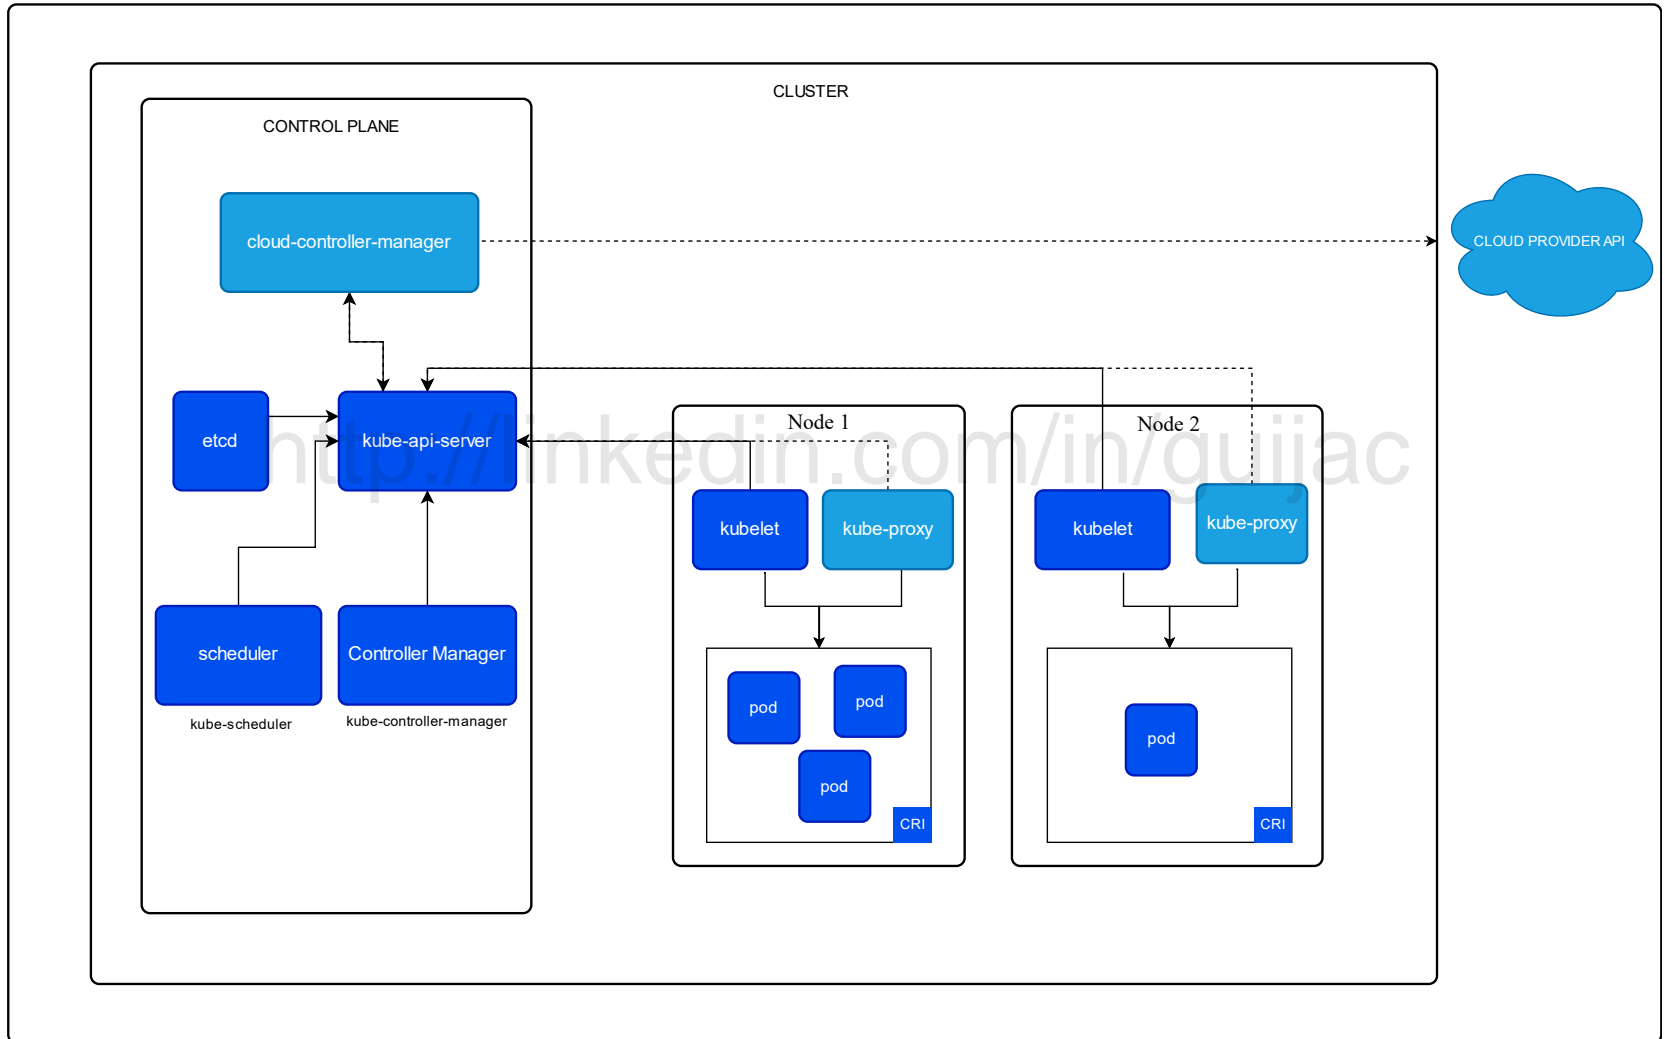 CLUSTER
CONTROL PLANE
cloud-controller-manager
CLOUD PROVIDER API
etcd
kube-api-server
http://linkedin.com/in/guijac
Node 1
Node 2
kubelet
kube-proxy
kubelet
kube-proxy
scheduler
Controller Manager
kube-scheduler
kube-controller-manager
pod
pod
pod
CRI
pod
CRI